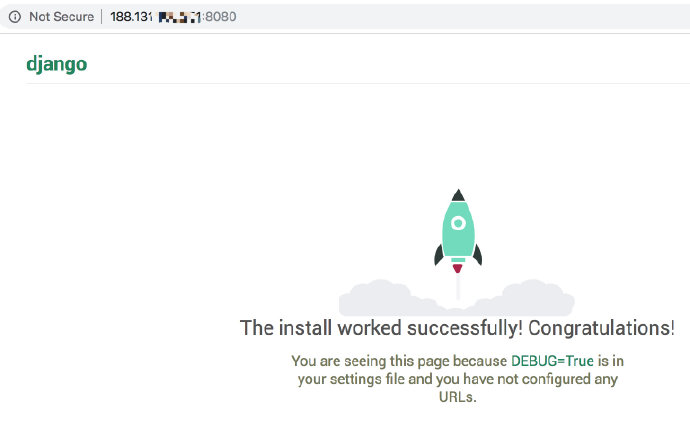 Not Secure 188.131 1:8080
django
The install worked successfully! Congratulations!
You are seeing this page because DEBUG=True is in
your settings file and you have not configured any
URLs.